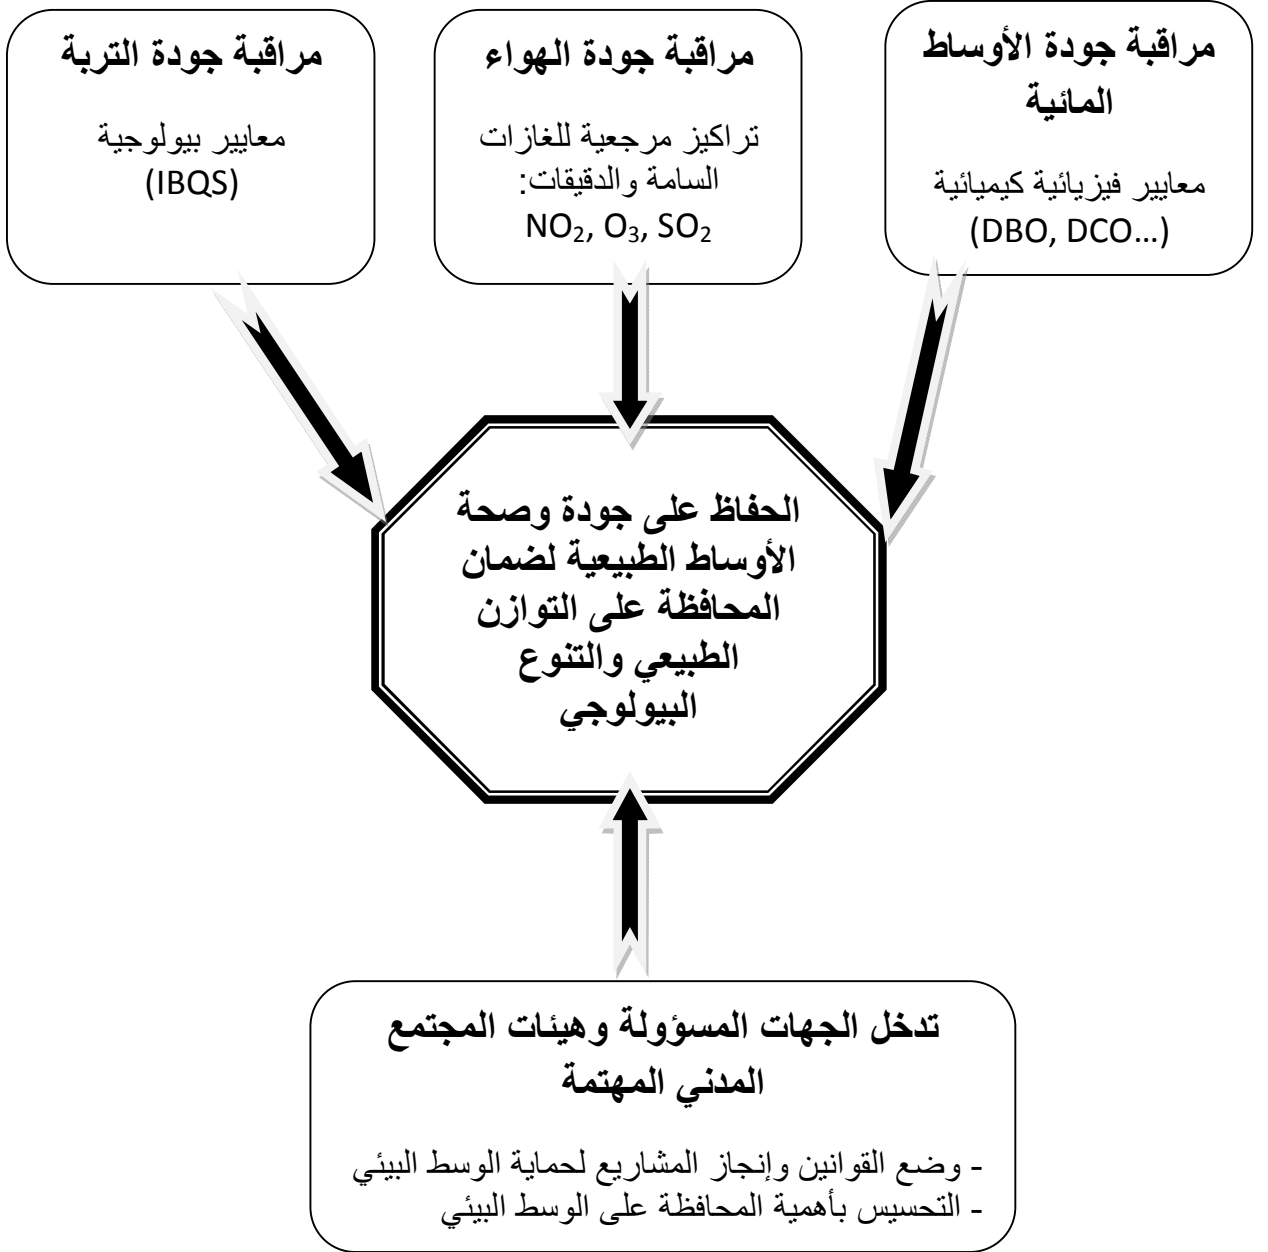 مراقبة جودة الأوساط
المائية
معايير فيزيائية كيميائية
(DBO, DCO...)
مراقبة جودة الهواء
تراكيز مرجعية للغازات
السامة والدقيقات:
NO₂, O₃, SO₂
مراقبة جودة التربة
معايير بيولوجية
(IBQS)
الحفاظ على جودة وصحة
الأوساط الطبيعية لضمان
المحافظة على التوازن
الطبيعي والتنوع
البيولوجي
تدخل الجهات المسؤولة وهيئات المجتمع
المدني المهتمة
- وضع القوانين وإنجاز المشاريع لحماية الوسط البيئي
- التحسيس بأهمية المحافظة على الوسط البيئي